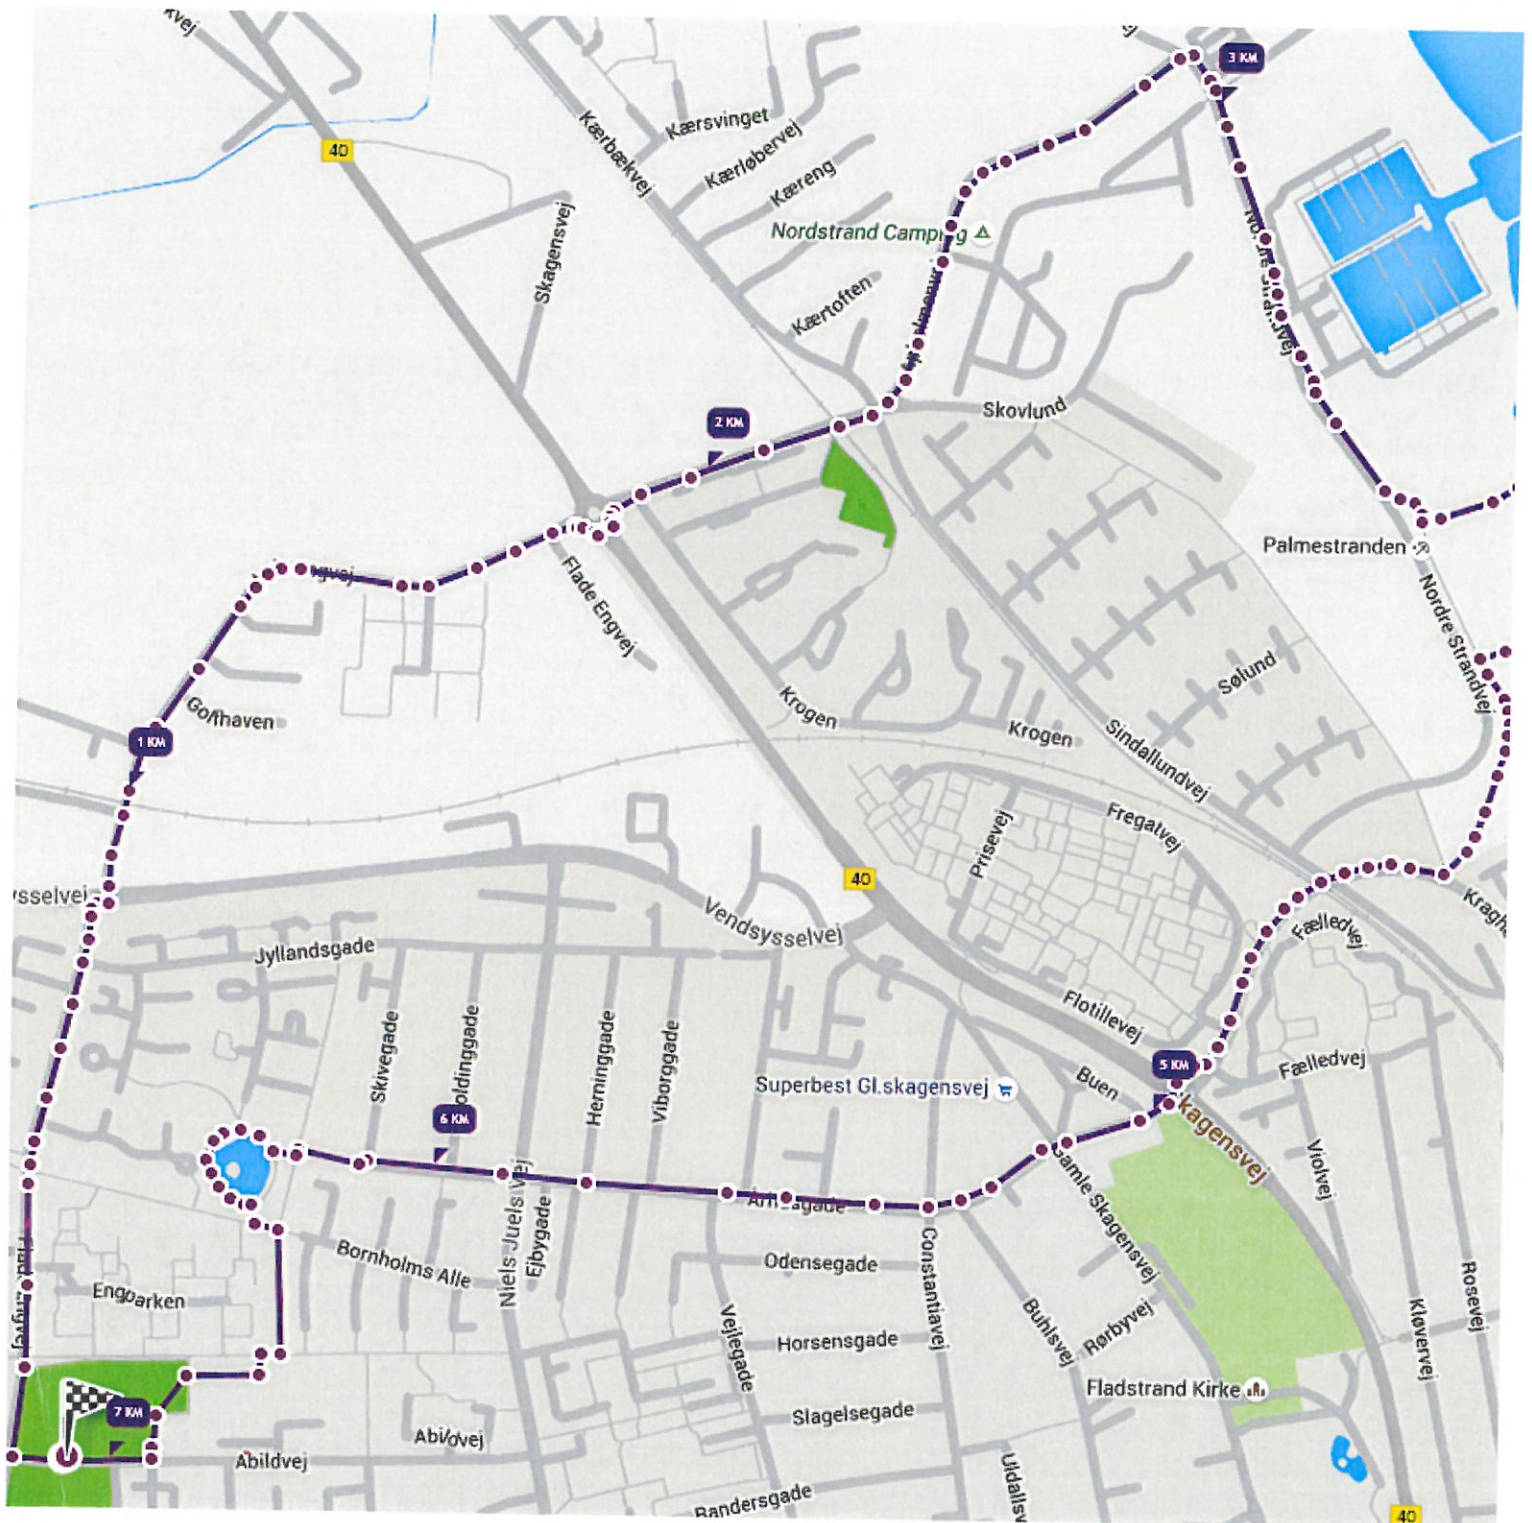 3 KM
40
Kærsvinget
Kærbækvej
Kærløbervej
Kæreng
Skagensvej
Nordstrand Camping
Kærtoften
Skovlund
2 KM
Palmestranden
Flade Engvej
Nordre Strandvej
Sølund
Golfhaven
1 KM
Krogen
Krogen
Sindallundvej
Fregatvej
Prisevej
40
Vendsysselvej
Fælledvej
Jyllandsgade
Flotillevej
Skivegade
Herninggade
Viborggade
5 KM
Fælledvej
Superbest Gl.skagensvej
Buen
6 KM
kagensvej
Violvej
Gamle Skagensvej
Niels Juels Vej
Ejbygade
Bornholms Alle
Odensegade
Constantiavej
Engparken
Vejlegade
Horsensgade
Buhlsvej
Rørbyvej
Kløvervej
Rosevej
Fladstrand Kirke
7 KM
Slagelsegade
Abildvej
Abildvej
Randersgade
Uldallsv
40